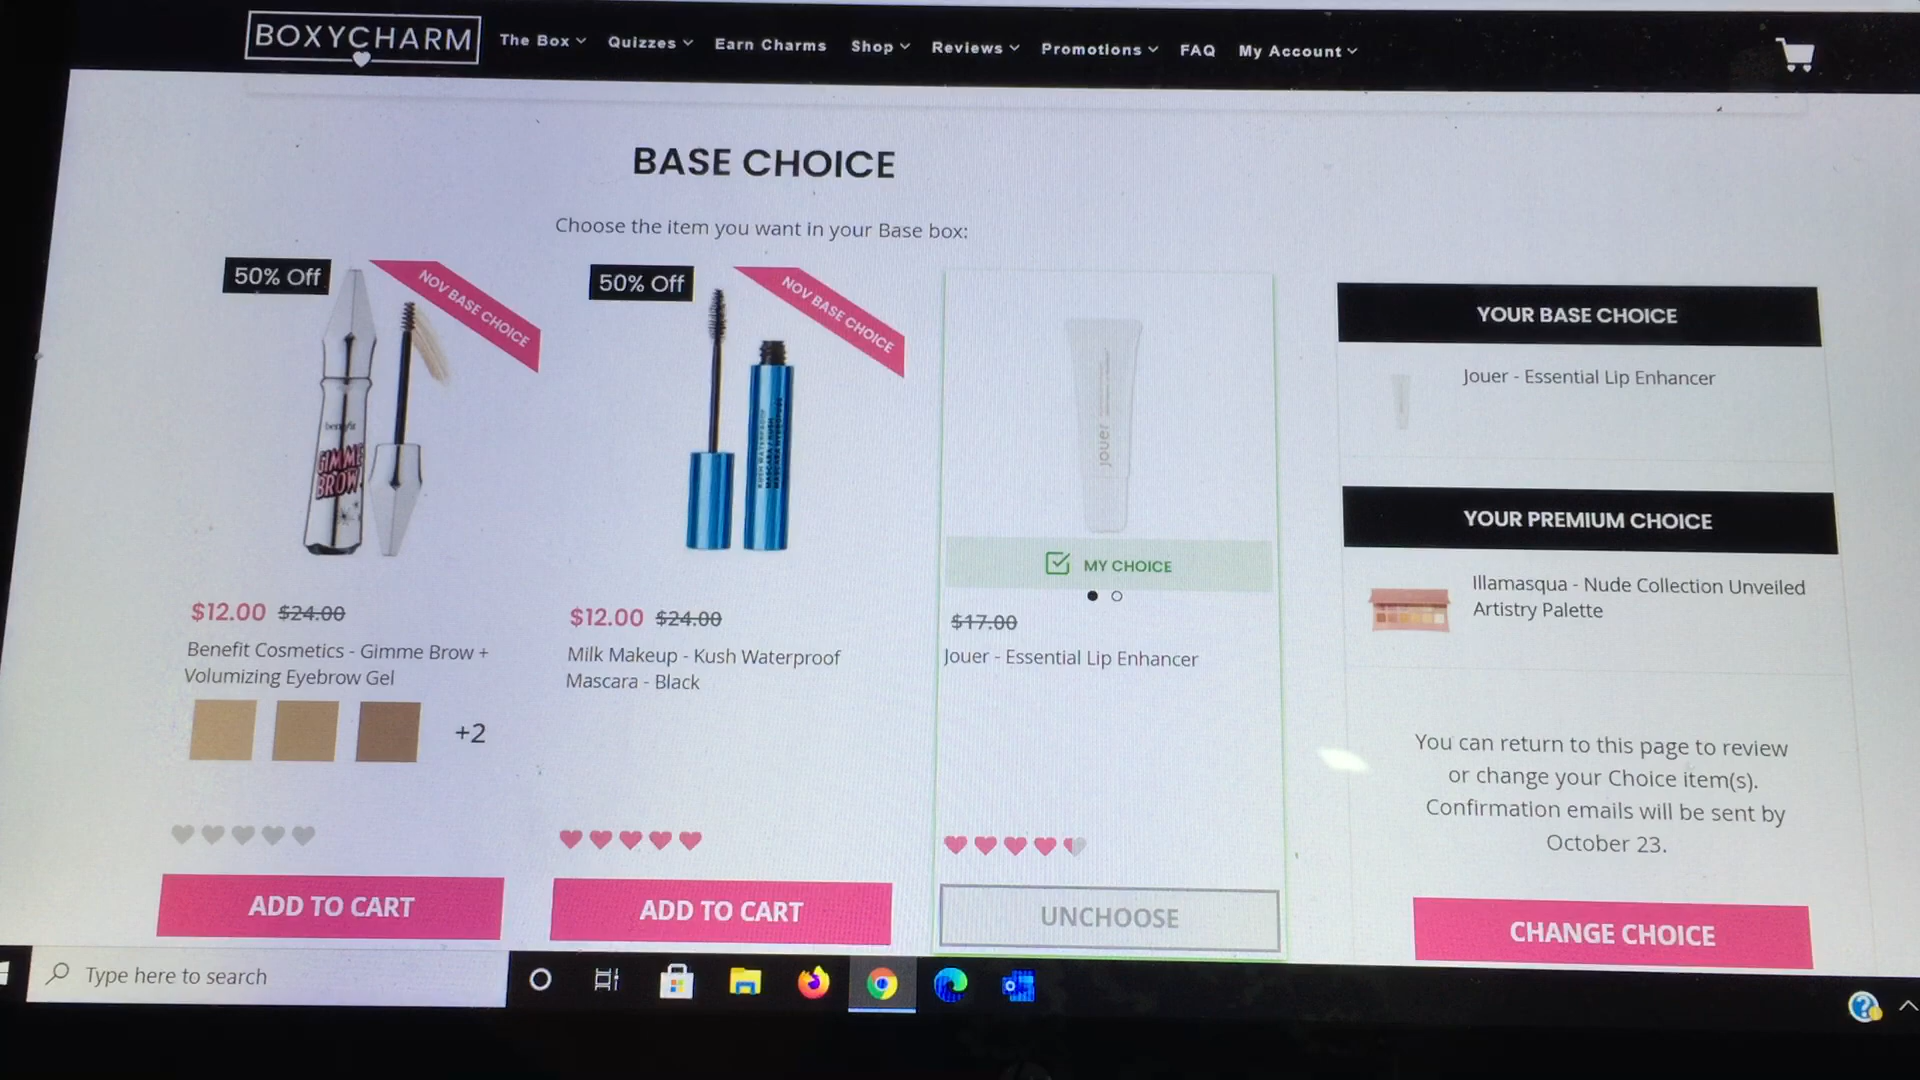 BOXYCHARM
The Box Quizzes Earn Charms Shop Reviews Promotions FAQ My Account
BASE CHOICE
Choose the item you want in your Base box:
50% Off
NOV BASE CHOICE
benefit
GIMME
BROW
$12.00 $24.00
Benefit Cosmetics - Gimme Brow +
Volumizing Eyebrow Gel
+2
ADD TO CART
50% Off
NOV BASE CHOICE
$12.00 $24.00
Milk Makeup - Kush Waterproof
Mascara - Black
ADD TO CART
jouer
MY CHOICE
$17.00
Jouer - Essential Lip Enhancer
UNCHOOSE
YOUR BASE CHOICE
Jouer - Essential Lip Enhancer
YOUR PREMIUM CHOICE
Illamasqua - Nude Collection Unveiled
Artistry Palette
You can return to this page to review
or change your Choice item(s).
Confirmation emails will be sent by
October 23.
CHANGE CHOICE
Type here to search